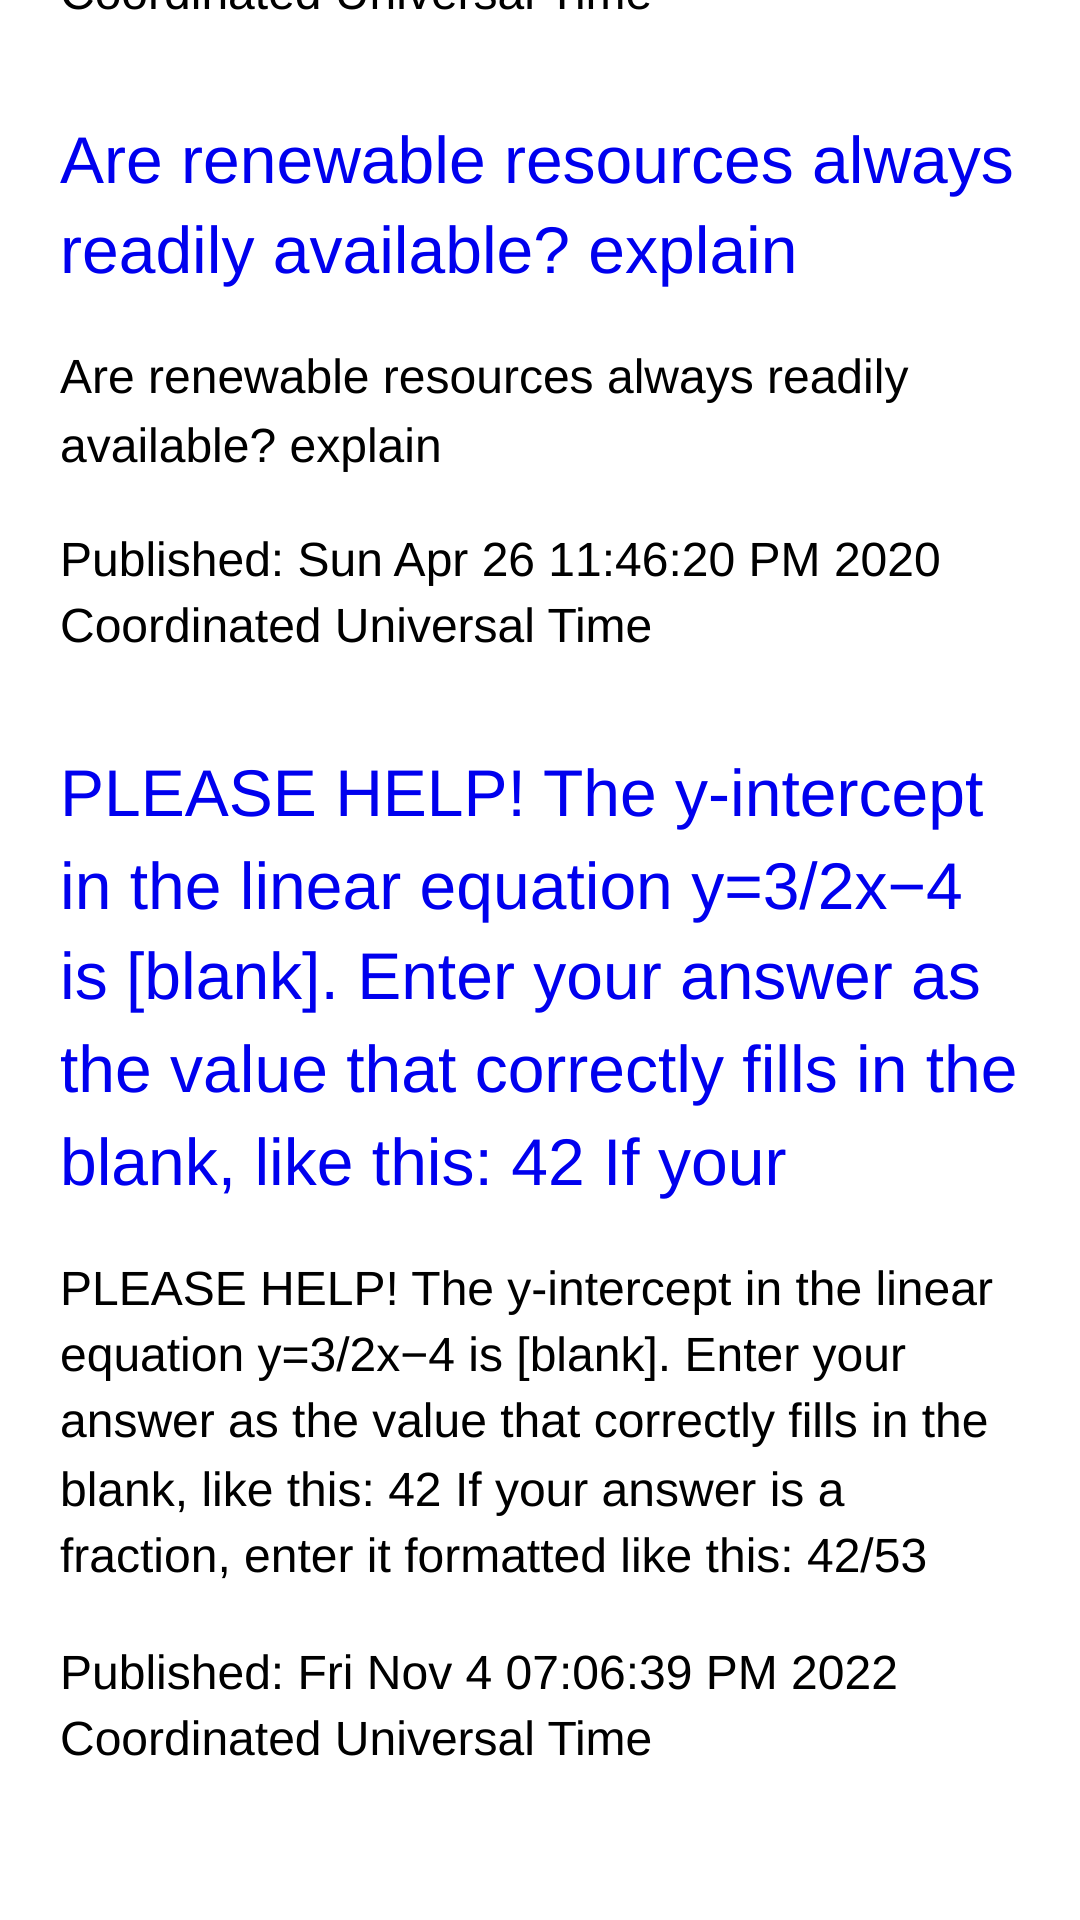 Coordinated Universal Time
Are renewable resources always
readily available? explain
Are renewable resources always readily
available? explain
Published: Sun Apr 26 11:46:20 PM 2020
Coordinated Universal Time
PLEASE HELP! The y-intercept
in the linear equation y=3/2x−4
is [blank]. Enter your answer as
the value that correctly fills in the
blank, like this: 42 If your
PLEASE HELP! The y-intercept in the linear
equation y=3/2x−4 is [blank]. Enter your
answer as the value that correctly fills in the
blank, like this: 42 If your answer is a
fraction, enter it formatted like this: 42/53
Published: Fri Nov 4 07:06:39 PM 2022
Coordinated Universal Time